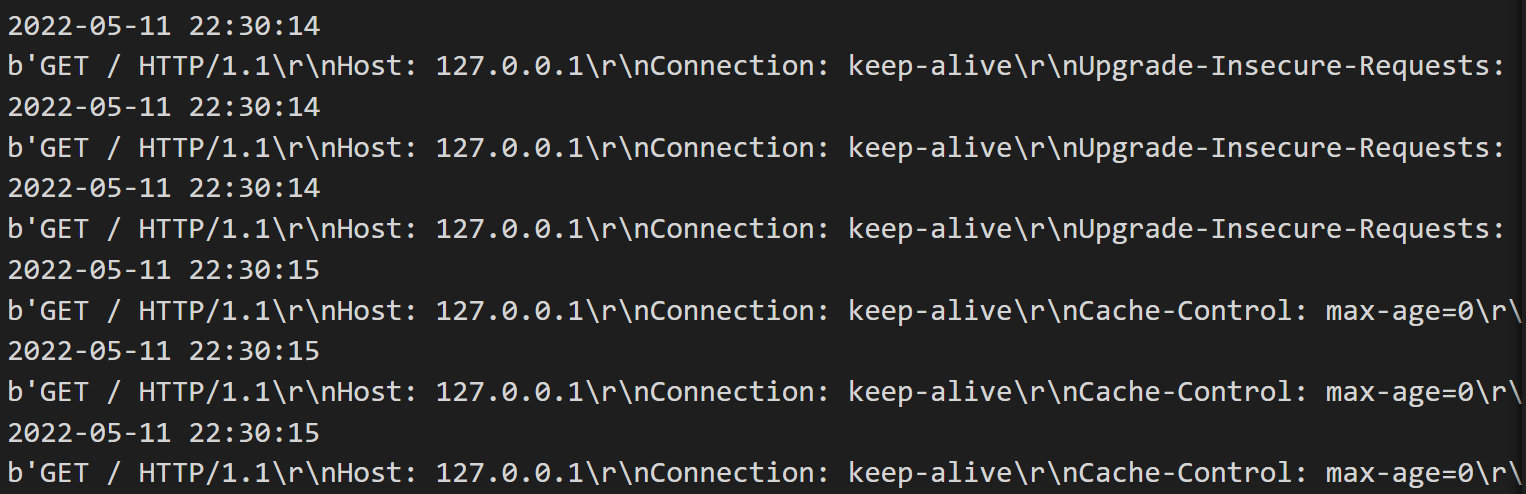 2022-05-11 22:30:14
b'GET / HTTP/1.1\r\nHost: 127.0.0.1\r\nConnection: keep-alive\r\nUpgrade-Insecure-Requests:
2022-05-11 22:30:14
b'GET / HTTP/1.1\r\nHost: 127.0.0.1\r\nConnection: keep-alive\r\nUpgrade-Insecure-Requests:
2022-05-11 22:30:14
b'GET / HTTP/1.1\r\nHost: 127.0.0.1\r\nConnection: keep-alive\r\nUpgrade-Insecure-Requests:
2022-05-11 22:30:15
b'GET / HTTP/1.1\r\nHost: 127.0.0.1\r\nConnection: keep-alive\r\nCache-Control: max-age=0\r\
2022-05-11 22:30:15
b'GET / HTTP/1.1\r\nHost: 127.0.0.1\r\nConnection: keep-alive\r\nCache-Control: max-age=0\r\
2022-05-11 22:30:15
b'GET / HTTP/1.1\r\nHost: 127.0.0.1\r\nConnection: keep-alive\r\nCache-Control: max-age=0\r\